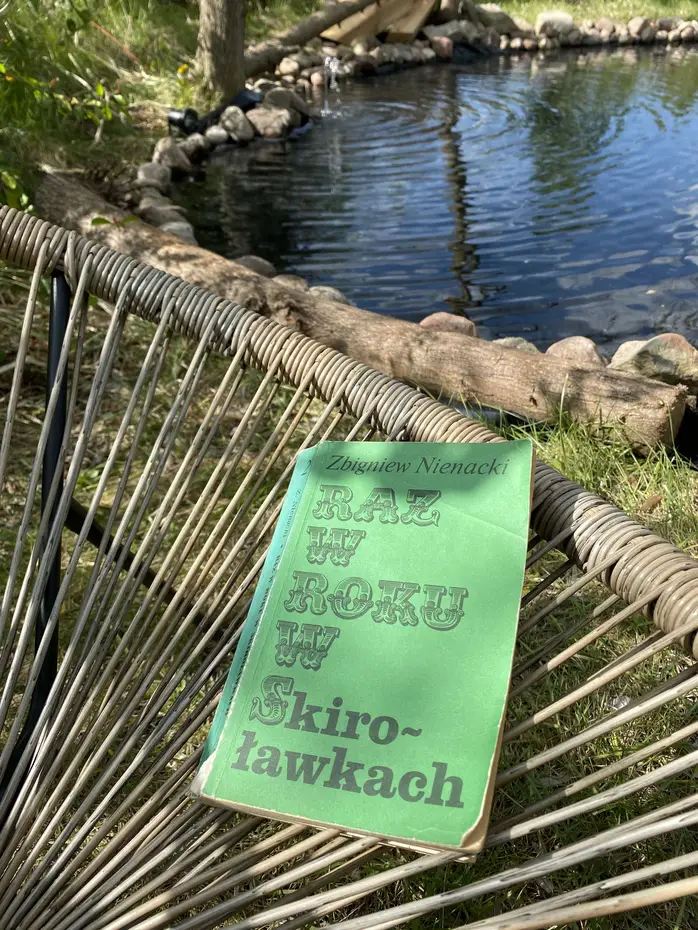 Zbigniew Nienacki
RAZ
W
ROKU
W
Skiro~
ławkach